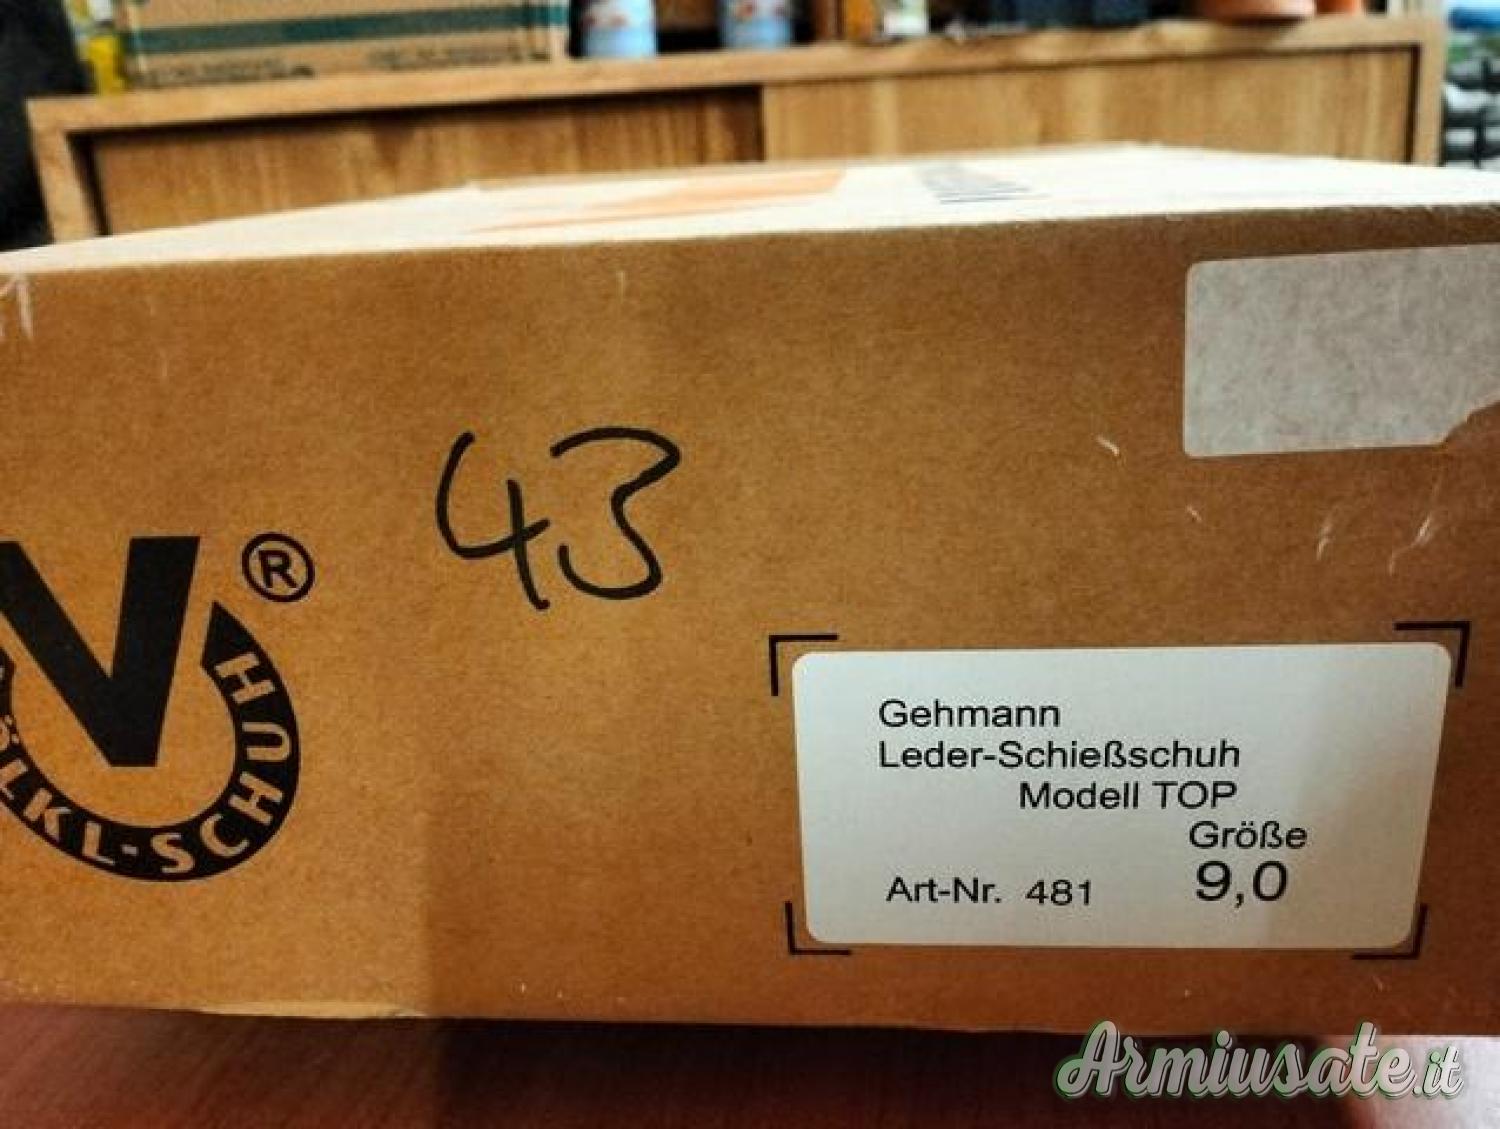 43
®
V
ÖLKL-SCHUH
Gehmann
Leder-Schießschuh
Modell TOP
Größe
Art-Nr. 481 9,0
Armiusate.it